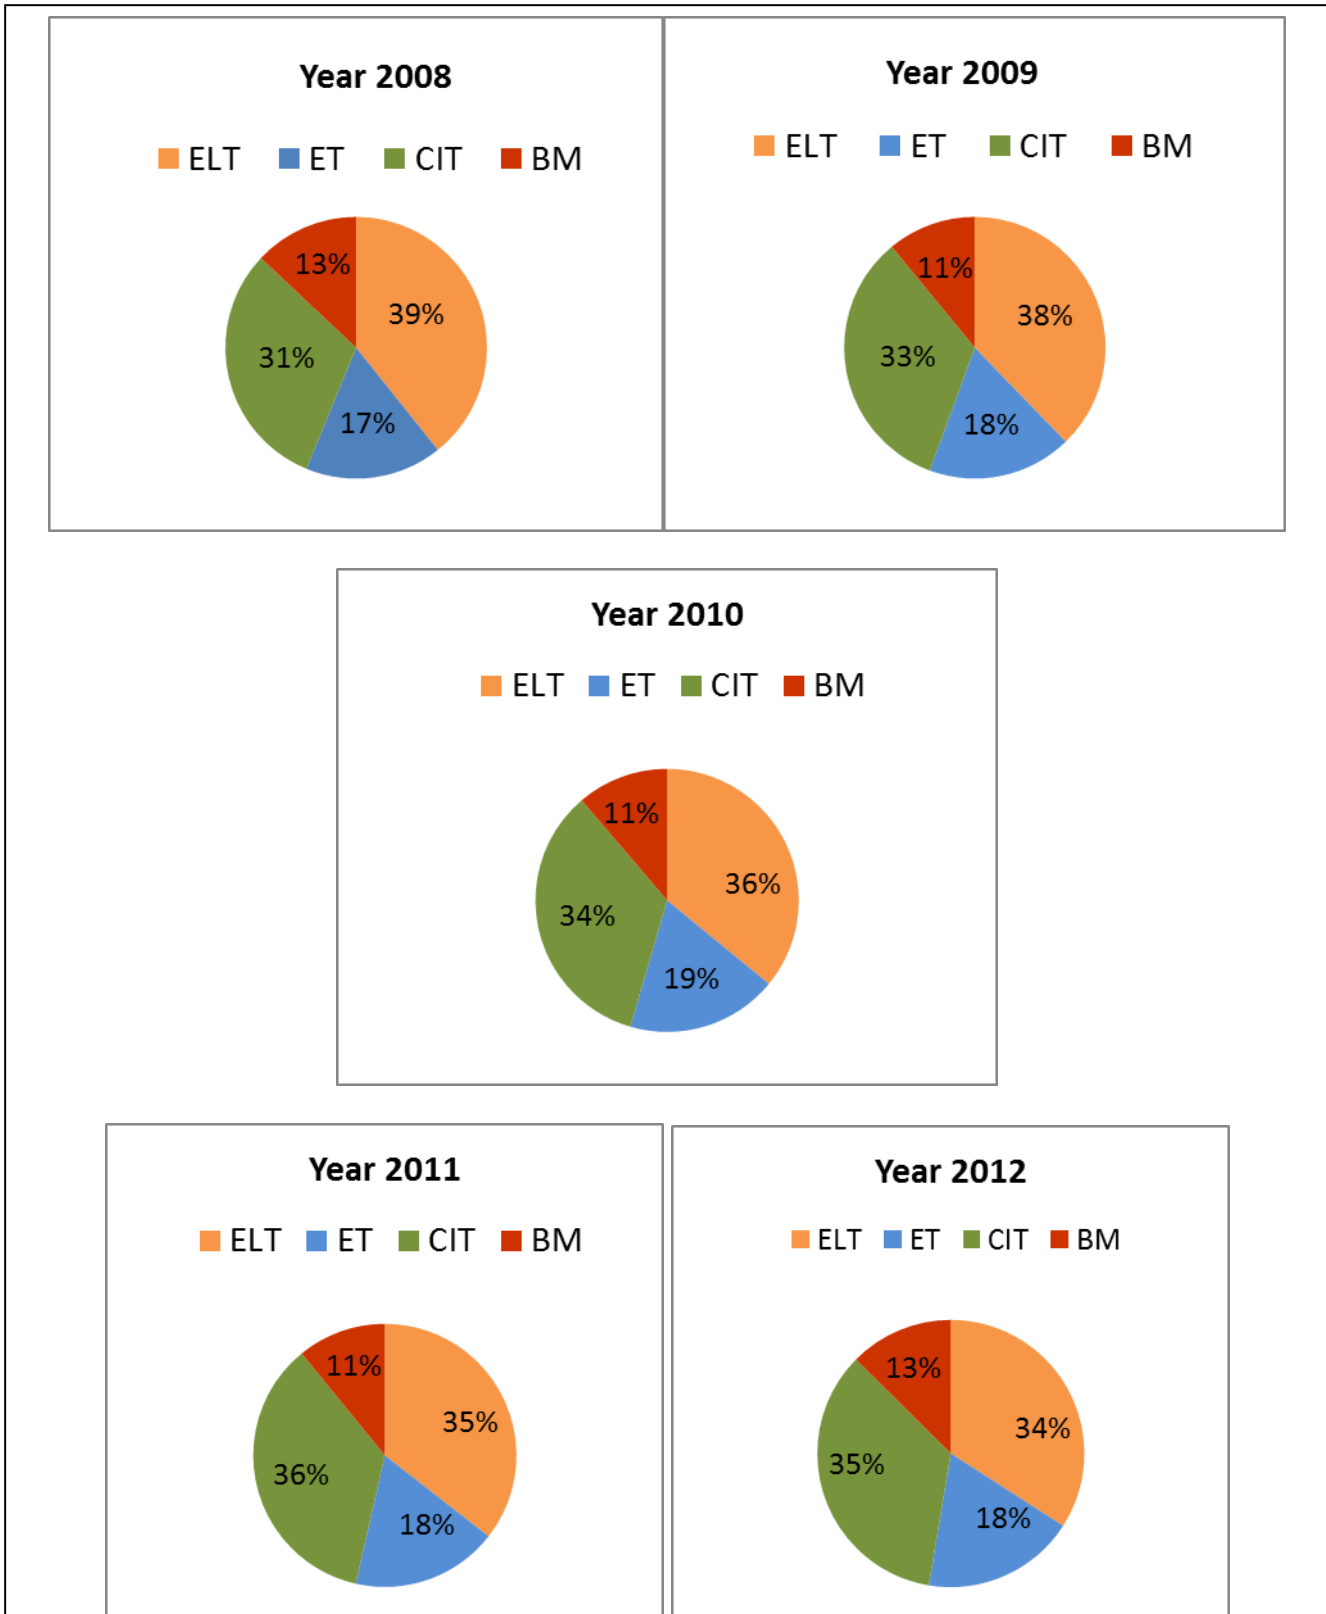 Year 2008
ELT ET CIT BM
13%
39%
31%
17%
Year 2009
ELT ET CIT BM
11%
38%
33%
18%
Year 2010
ELT ET CIT BM
11%
36%
34%
19%
Year 2011
ELT ET CIT BM
11%
35%
36%
18%
Year 2012
ELT ET CIT BM
13%
34%
35%
18%